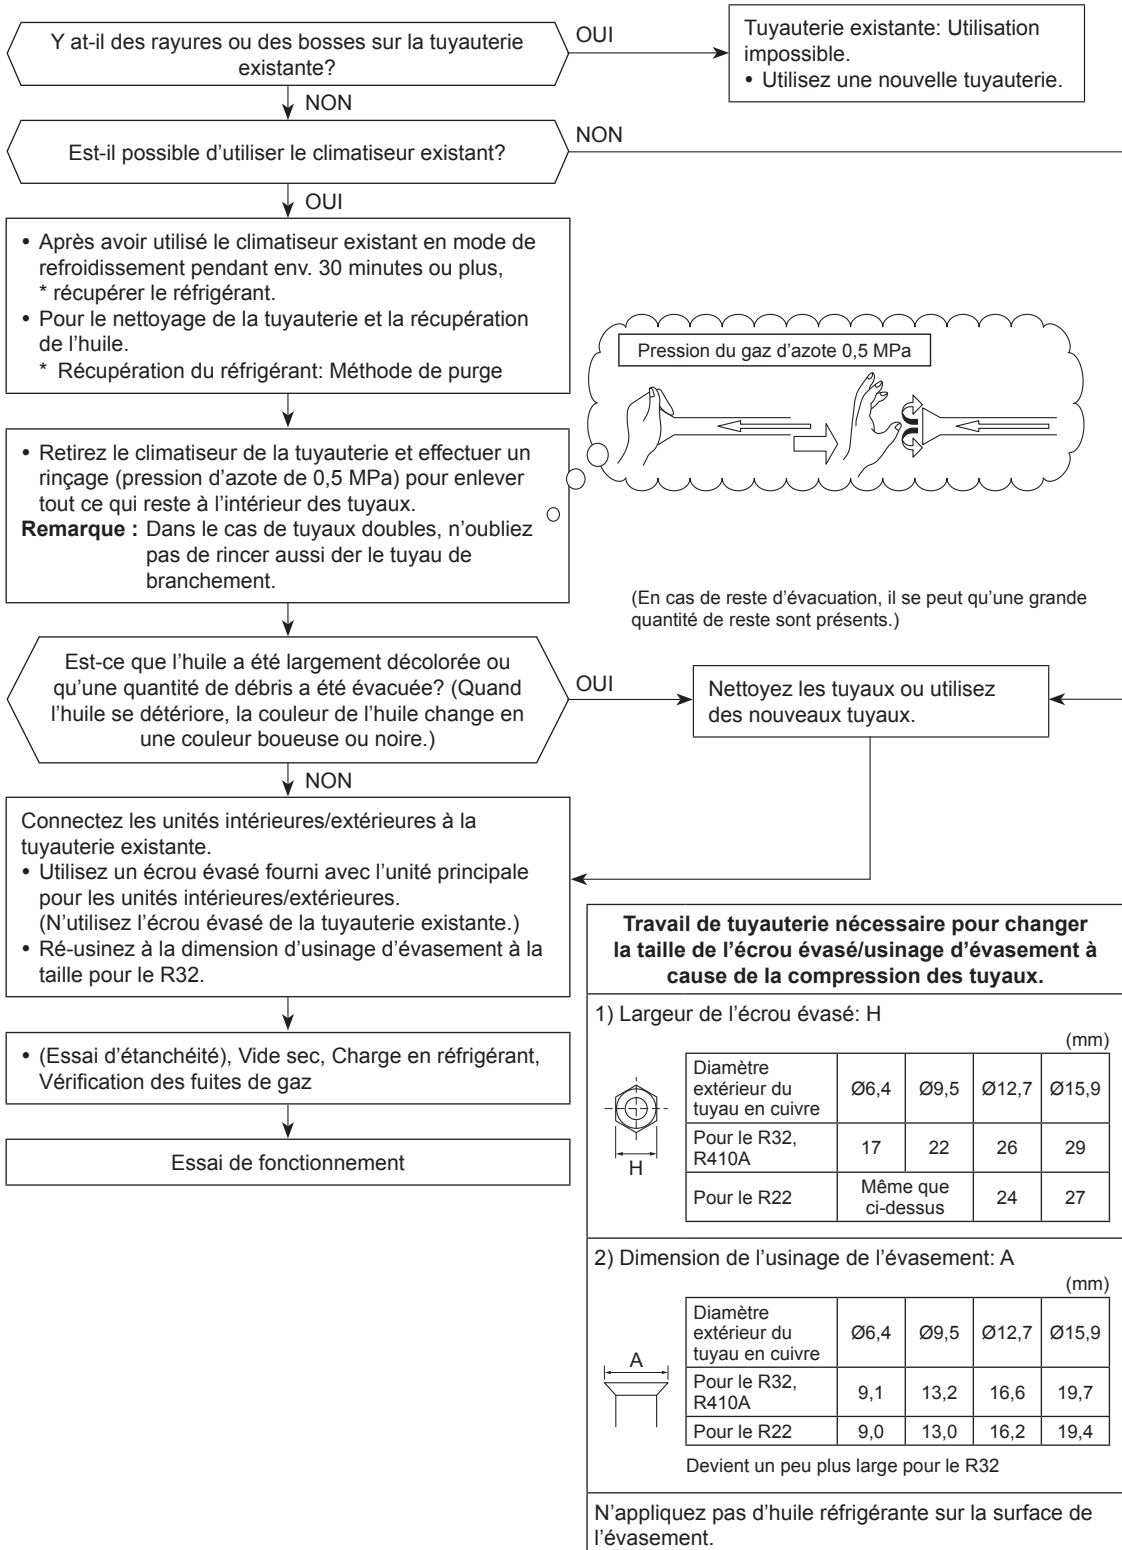 Y at-il des rayures ou des bosses sur la tuyauterie
existante?
OUI
Tuyauterie existante: Utilisation
impossible.
• Utilisez une nouvelle tuyauterie.
NON
Est-il possible d'utiliser le climatiseur existant?
NON
OUI
• Après avoir utilisé le climatiseur existant en mode de
refroidissement pendant env. 30 minutes ou plus,
* récupérer le réfrigérant.
• Pour le nettoyage de la tuyauterie et la récupération
de l'huile.
* Récupération du réfrigérant: Méthode de purge
Pression du gaz d'azote 0,5 MPa
• Retirez le climatiseur de la tuyauterie et effectuer un
rinçage (pression d'azote de 0,5 MPa) pour enlever
tout ce qui reste à l'intérieur des tuyaux.
Remarque : Dans le cas de tuyaux doubles, n'oubliez
pas de rincer aussi der le tuyau de
branchement.
(En cas de reste d'évacuation, il se peut qu'une grande
quantité de reste sont présents.)
Est-ce que l'huile a été largement décolorée ou
qu'une quantité de débris a été évacuée? (Quand
l'huile se détériore, la couleur de l'huile change en
une couleur boueuse ou noire.)
OUI
Nettoyez les tuyaux ou utilisez
des nouveaux tuyaux.
NON
Connectez les unités intérieures/extérieures à la
tuyauterie existante.
• Utilisez un écrou évasé fourni avec l'unité principale
pour les unités intérieures/extérieures.
(N'utilisez l'écrou évasé de la tuyauterie existante.)
• Ré-usinez à la dimension d'usinage d'évasement à la
taille pour le R32.
• (Essai d'étanchéité), Vide sec, Charge en réfrigérant,
Vérification des fuites de gaz
Essai de fonctionnement
Travail de tuyauterie nécessaire pour changer
la taille de l'écrou évasé/usinage d'évasement à
cause de la compression des tuyaux.
1) Largeur de l'écrou évasé: H
(mm)
H
Diamètre
extérieur du
tuyau en cuivre
Ø6,4 Ø9,5 Ø12,7 Ø15,9
Pour le R32,
R410A
17 22 26 29
Pour le R22
Même que
ci-dessus
24 27
2) Dimension de l'usinage de l'évasement: A
(mm)
A
Diamètre
extérieur du
tuyau en cuivre
Ø6,4 Ø9,5 Ø12,7 Ø15,9
Pour le R32,
R410A
9,1 13,2 16,6 19,7
Pour le R22 9,0 13,0 16,2 19,4
Devient un peu plus large pour le R32
N'appliquez pas d'huile réfrigérante sur la surface de
l'évasement.